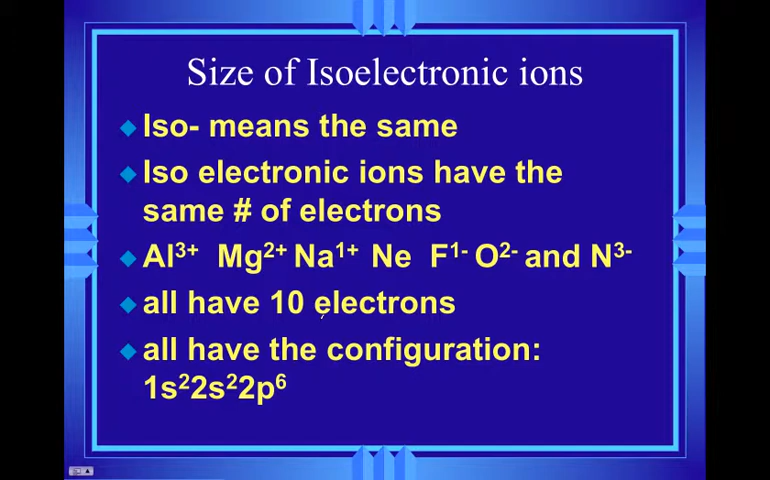 Size of Isoelectronic ions
Iso- means the same
Iso electronic ions have the
same # of electrons
Al³⁺ Mg²⁺ Na¹⁺ Ne F¹⁻ O²⁻ and N³⁻
all have 10 electrons
all have the configuration:
1s²2s²2p⁶